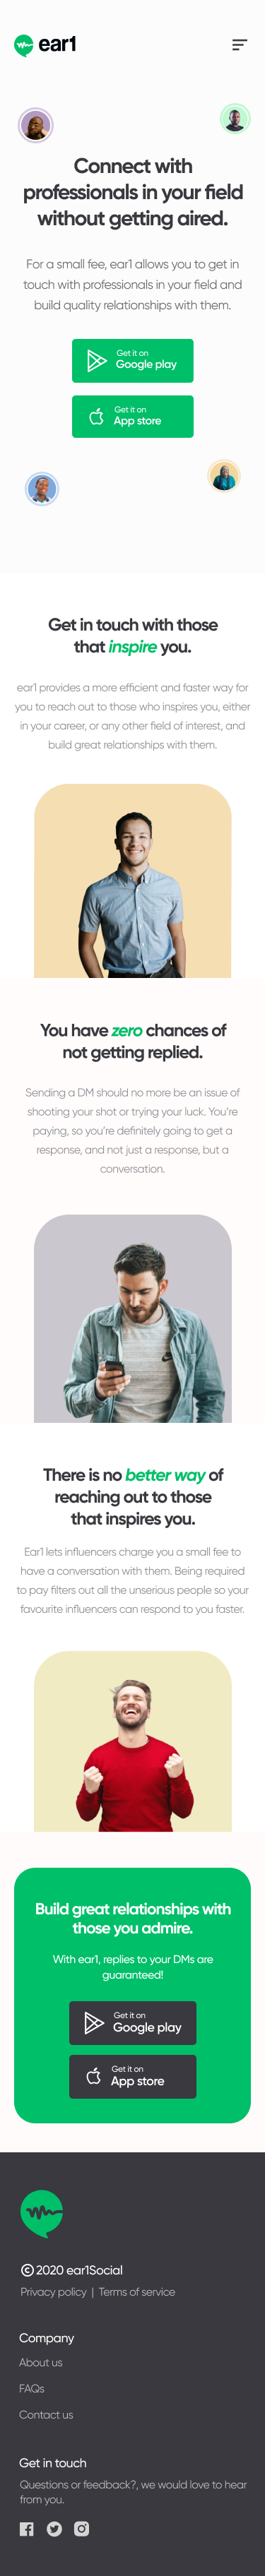 ear1
Connect with
professionals in your field
without getting aired.
For a small fee, ear1 allows you to get in
touch with professionals in your field and
build quality relationships with them.
Get it on
Google play
Get it on
App store
Get in touch with those
that inspire you.
ear1 provides a more efficient and faster way for
you to reach out to those who inspires you, either
in your career, or any other field of interest, and
build great relationships with them.
You have zero chances of
not getting replied.
Sending a DM should no more be an issue of
shooting your shot or trying your luck. You’re
paying, so you’re definitely going to get a
response, and not just a response, but a
conversation.
There is no better way of
reaching out to those
that inspires you.
Ear1 lets influencers charge you a small fee to
have a conversation with them. Being required
to pay filters out all the unserious people so your
favourite influencers can respond to you faster.
Build great relationships with
those you admire.
With ear1, replies to your DMs are
guaranteed!
Get it on
Google play
Get it on
App store
© 2020 ear1Social
Privacy policy | Terms of service
Company
About us
FAQs
Contact us
Get in touch
Questions or feedback?, we would love to hear
from you.